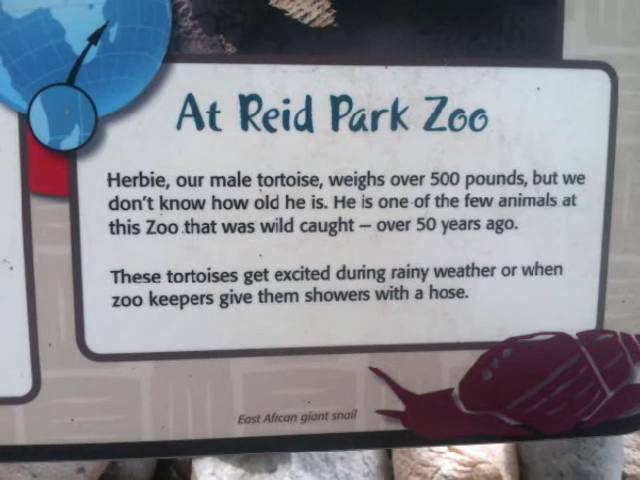 At Reid Park Zoo
Herbie, our male tortoise, weighs over 500 pounds, but we
don't know how old he is. He is one of the few animals at
this Zoo that was wild caught – over 50 years ago.
These tortoises get excited during rainy weather or when
zoo keepers give them showers with a hose.
East African giant snail